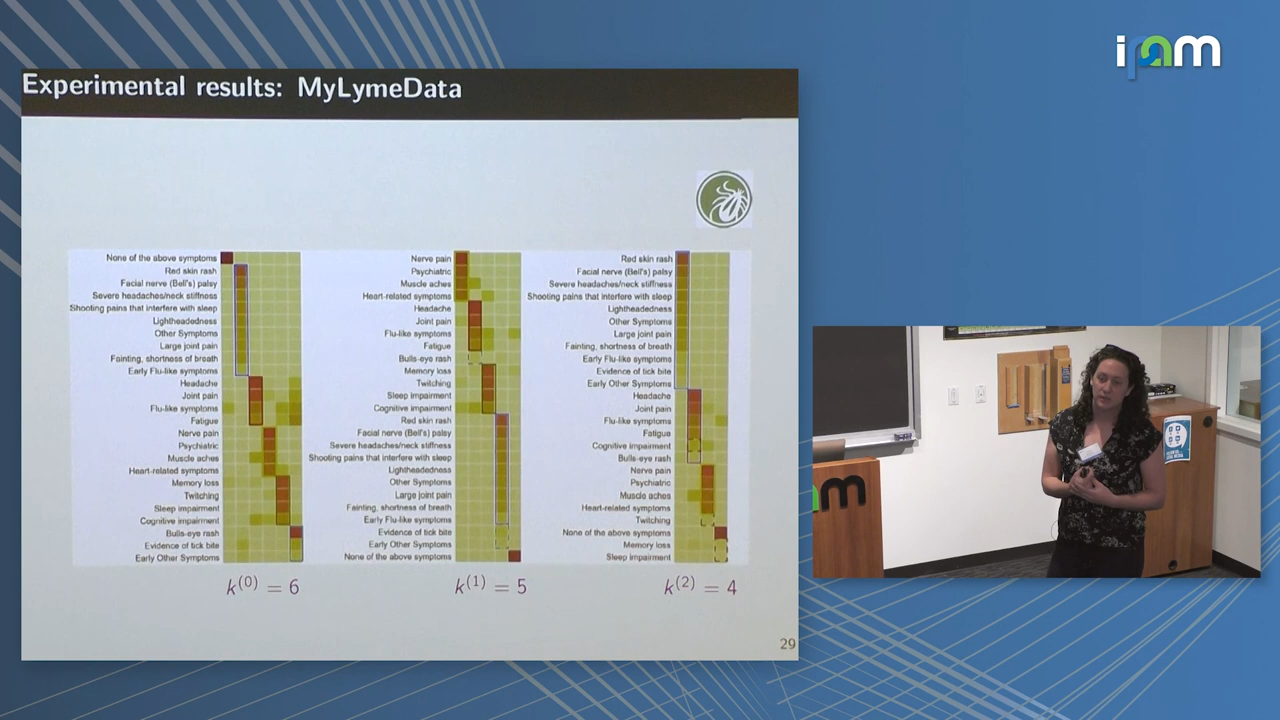 ipam
Experimental results: MyLymeData
None of the above symptoms
Red skin rash
Facial nerve (Bell's) palsy
Severe headaches/neck stiffness
Shooting pains that interfere with sleep
Lightheadedness
Other Symptoms
Large joint pain
Fainting, shortness of breath
Early Flu-like symptoms
Headache
Joint pain
Flu-like symptoms
Fatigue
Nerve pain
Psychiatric
Muscle aches
Heart-related symptoms
Memory loss
Twitching
Sleep impairment
Cognitive impairment
Bulls-eye rash
Evidence of tick bite
Early Other Symptoms
k(0) = 6
Nerve pain
Psychiatric
Muscle aches
Heart-related symptoms
Headache
Joint pain
Flu-like symptoms
Fatigue
Bulls-eye rash
Memory loss
Twitching
Sleep impairment
Cognitive impairment
Red skin rash
Facial nerve (Bell's) palsy
Severe headaches/neck stiffness
Shooting pains that interfere with sleep
Lightheadedness
Other Symptoms
Large joint pain
Fainting, shortness of breath
Early Flu-like symptoms
Evidence of tick bite
Early Other Symptoms
None of the above symptoms
k(1) = 5
Red skin rash
Facial nerve (Bell's) palsy
Severe headaches/neck stiffness
Shooting pains that interfere with sleep
Lightheadedness
Other Symptoms
Large joint pain
Fainting, shortness of breath
Early Flu-like symptoms
Evidence of tick bite
Early Other Symptoms
Headache
Joint pain
Flu-like symptoms
Fatigue
Cognitive impairment
Bulls-eye rash
Nerve pain
Psychiatric
Muscle aches
Heart-related symptoms
Twitching
None of the above symptoms
Memory loss
Sleep impairment
k(2) = 4
29
am